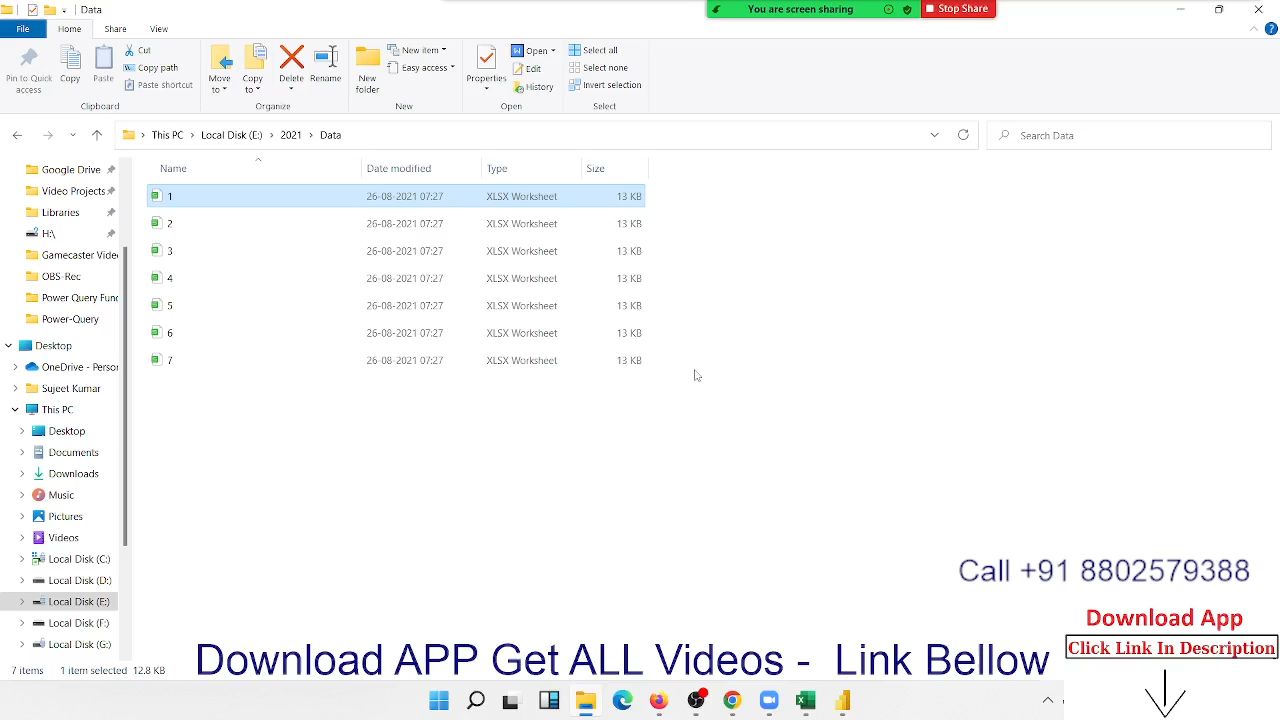 Data
You are screen sharing
Stop Share
File
Home
Share
View
Pin to Quick access
Copy
Paste
Cut
Copy path
Paste shortcut
Clipboard
Move to
Copy to
Delete
Rename
Organize
New folder
New item
Easy access
New
Properties
Open
Edit
History
Open
Select all
Select none
Invert selection
Select
This PC > Local Disk (E:) > 2021 > Data
Search Data
Name Date modified Type Size
1 26-08-2021 07:27 XLSX Worksheet 13 KB
2 26-08-2021 07:27 XLSX Worksheet 13 KB
3 26-08-2021 07:27 XLSX Worksheet 13 KB
4 26-08-2021 07:27 XLSX Worksheet 13 KB
5 26-08-2021 07:27 XLSX Worksheet 13 KB
6 26-08-2021 07:27 XLSX Worksheet 13 KB
7 26-08-2021 07:27 XLSX Worksheet 13 KB
Google Drive
Video Projects
Libraries
H:\
Gamecaster Vide
OBS-Rec
Power Query Fun
Power-Query
Desktop
OneDrive - Person
Sujeet Kumar
This PC
Desktop
Documents
Downloads
Music
Pictures
Videos
Local Disk (C:)
Local Disk (D:)
Local Disk (E:)
Local Disk (F:)
Local Disk (G:)
7 items 1 item selected 12.8 KB
Call +91 8802579388
Download App
Click Link In Description
Download APP Get ALL Videos - Link Bellow